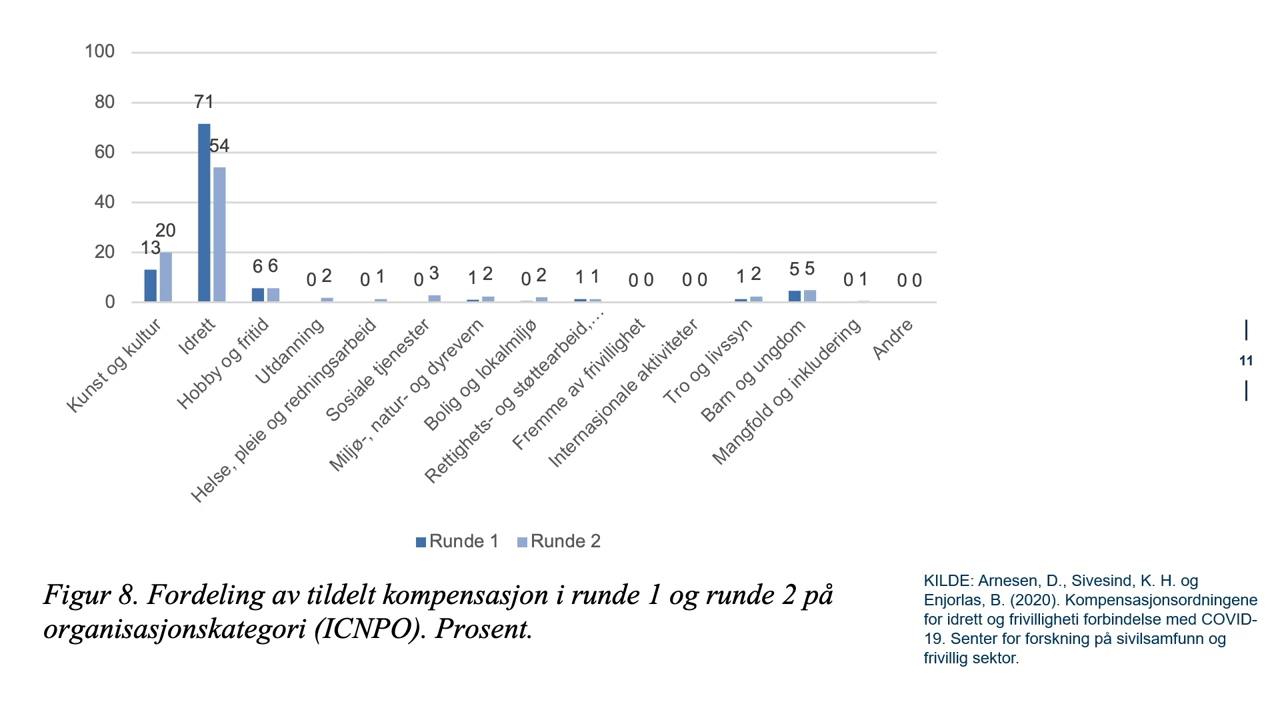 100
80
60
40
20
0
13
20
71
54
6 6
0 2
0 1
0 3
1 2
0 2
1 1
0 0
0 0
1 2
5 5
0 1
0 0
Kunst og kultur
Idrett
Hobby og fritid
Utdanning
Helse, pleie og redningsarbeid
Sosiale tjenester
Miljø-, natur- og dyrevern
Bolig og lokalmiljø
Rettighets- og støttearbeid,…
Fremme av frivillighet
Internasjonale aktiviteter
Tro og livssyn
Barn og ungdom
Mangfold og inkludering
Andre
Runde 1 Runde 2
Figur 8. Fordeling av tildelt kompensasjon i runde 1 og runde 2 på
organisasjonskategori (ICNPO). Prosent.
KILDE: Arnesen, D., Sivesind, K. H. og
Enjorlas, B. (2020). Kompensasjonsordningene
for idrett og frivilligheti forbindelse med COVID-
19. Senter for forskning på sivilsamfunn og
frivillig sektor.
11